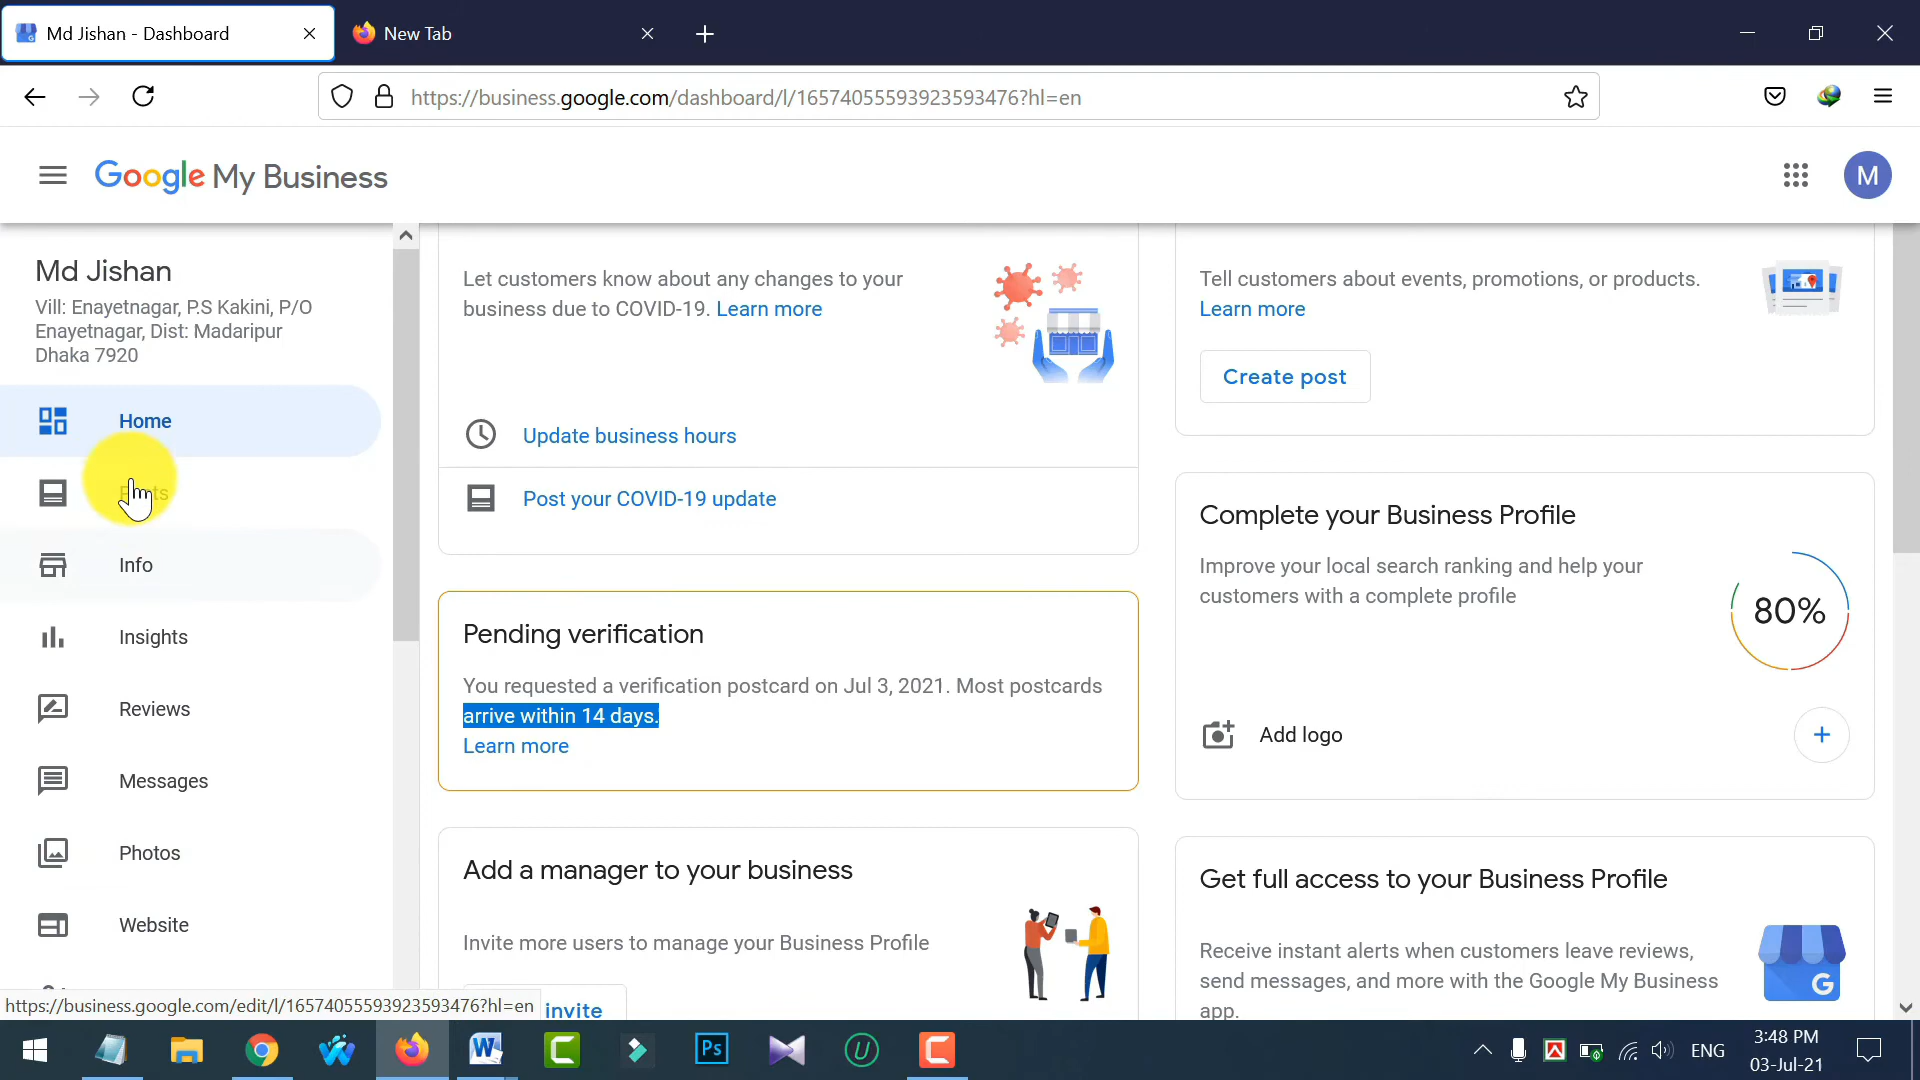 Md Jishan - Dashboard
New Tab
https://business.google.com/dashboard/l/16574055593923593476?hl=en
Google My Business
M
Md Jishan
Vill: Enayetnagar, P.S Kakini, P/O
Enayetnagar, Dist: Madaripur
Dhaka 7920
Home
Info
Insights
Reviews
Messages
Photos
Website
https://business.google.com/edit/l/16574055593923593476?hl=en
Let customers know about any changes to your
business due to COVID-19. Learn more
Update business hours
Post your COVID-19 update
Pending verification
You requested a verification postcard on Jul 3, 2021. Most postcards
arrive within 14 days.
Learn more
Add a manager to your business
Invite more users to manage your Business Profile
invite
Tell customers about events, promotions, or products.
Learn more
Create post
Complete your Business Profile
Improve your local search ranking and help your
customers with a complete profile
80%
Add logo
Get full access to your Business Profile
Receive instant alerts when customers leave reviews,
send messages, and more with the Google My Business
app.
G
W
Ps
U
ENG
3:48 PM
03-Jul-21